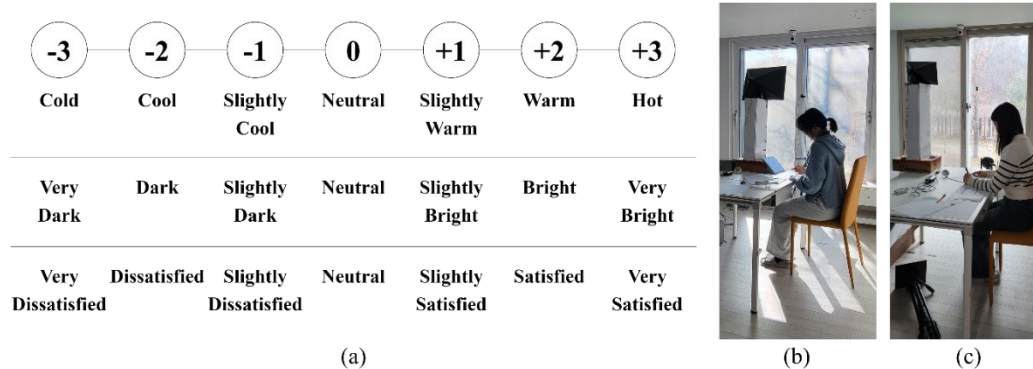 -3 -2 -1 0 +1 +2 +3
Cold Cool Slightly Neutral Slightly Warm Hot
Cool Warm
Very Dark Slightly Neutral Slightly Bright Very
Dark Dark Bright Bright
Very Dissatisfied Slightly Neutral Slightly Satisfied Very
Dissatisfied Dissatisfied Satisfied Satisfied
(a) (b) (c)